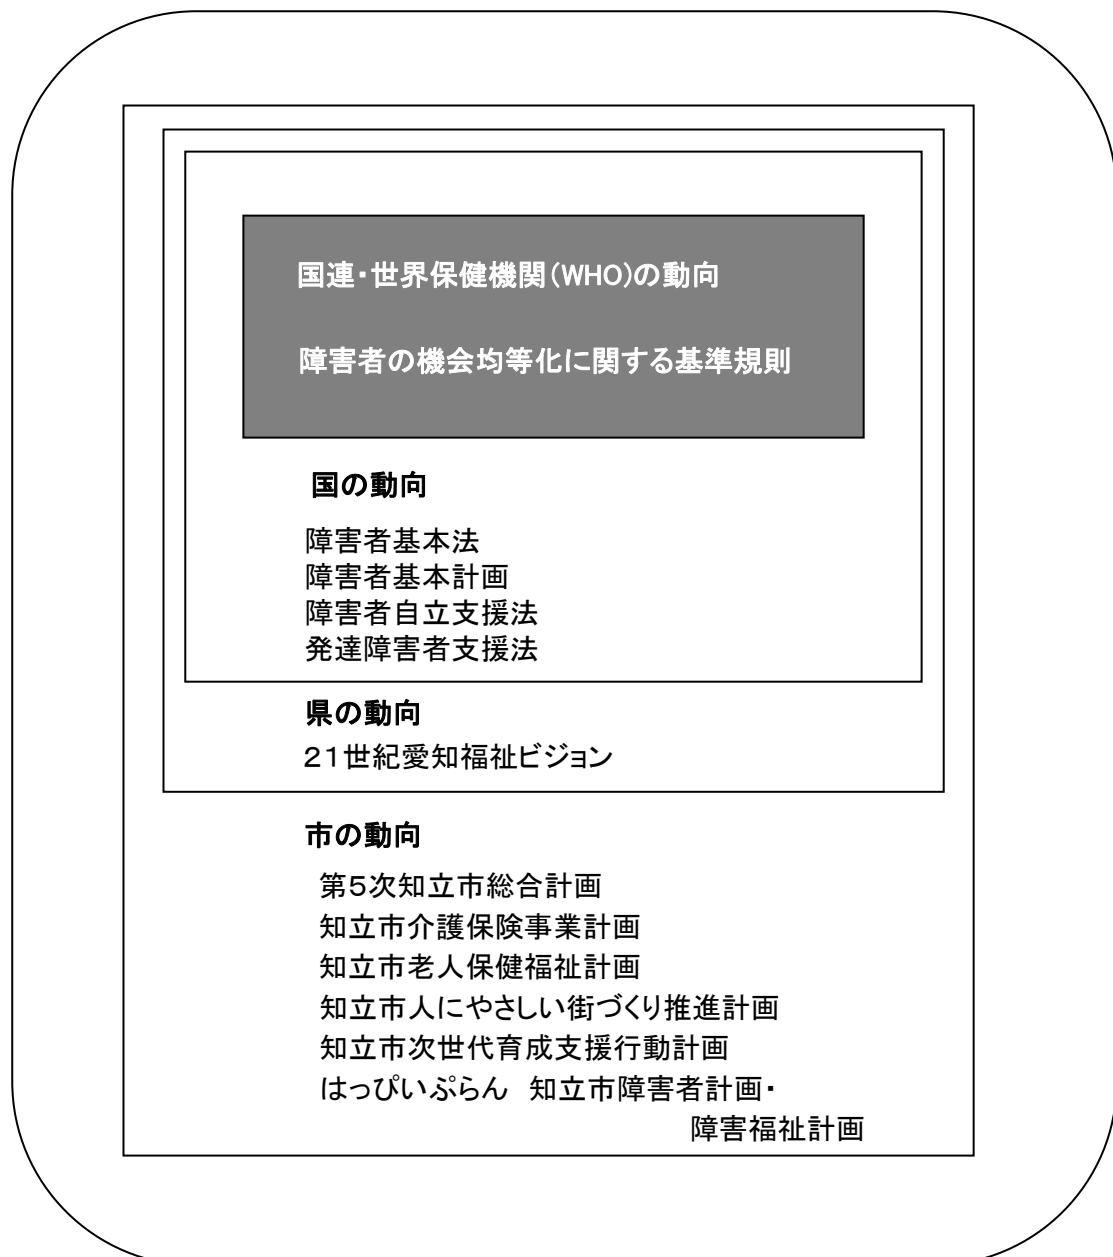 国連・世界保健機関(WHO)の動向
障害者の機会均等化に関する基準規則
国の動向
障害者基本法
障害者基本計画
障害者自立支援法
発達障害者支援法
県の動向
21世紀愛知福祉ビジョン
市の動向
第5次知立市総合計画
知立市介護保険事業計画
知立市老人保健福祉計画
知立市人にやさしい街づくり推進計画
知立市次世代育成支援行動計画
はっぴいぷらん　知立市障害者計画・
障害福祉計画